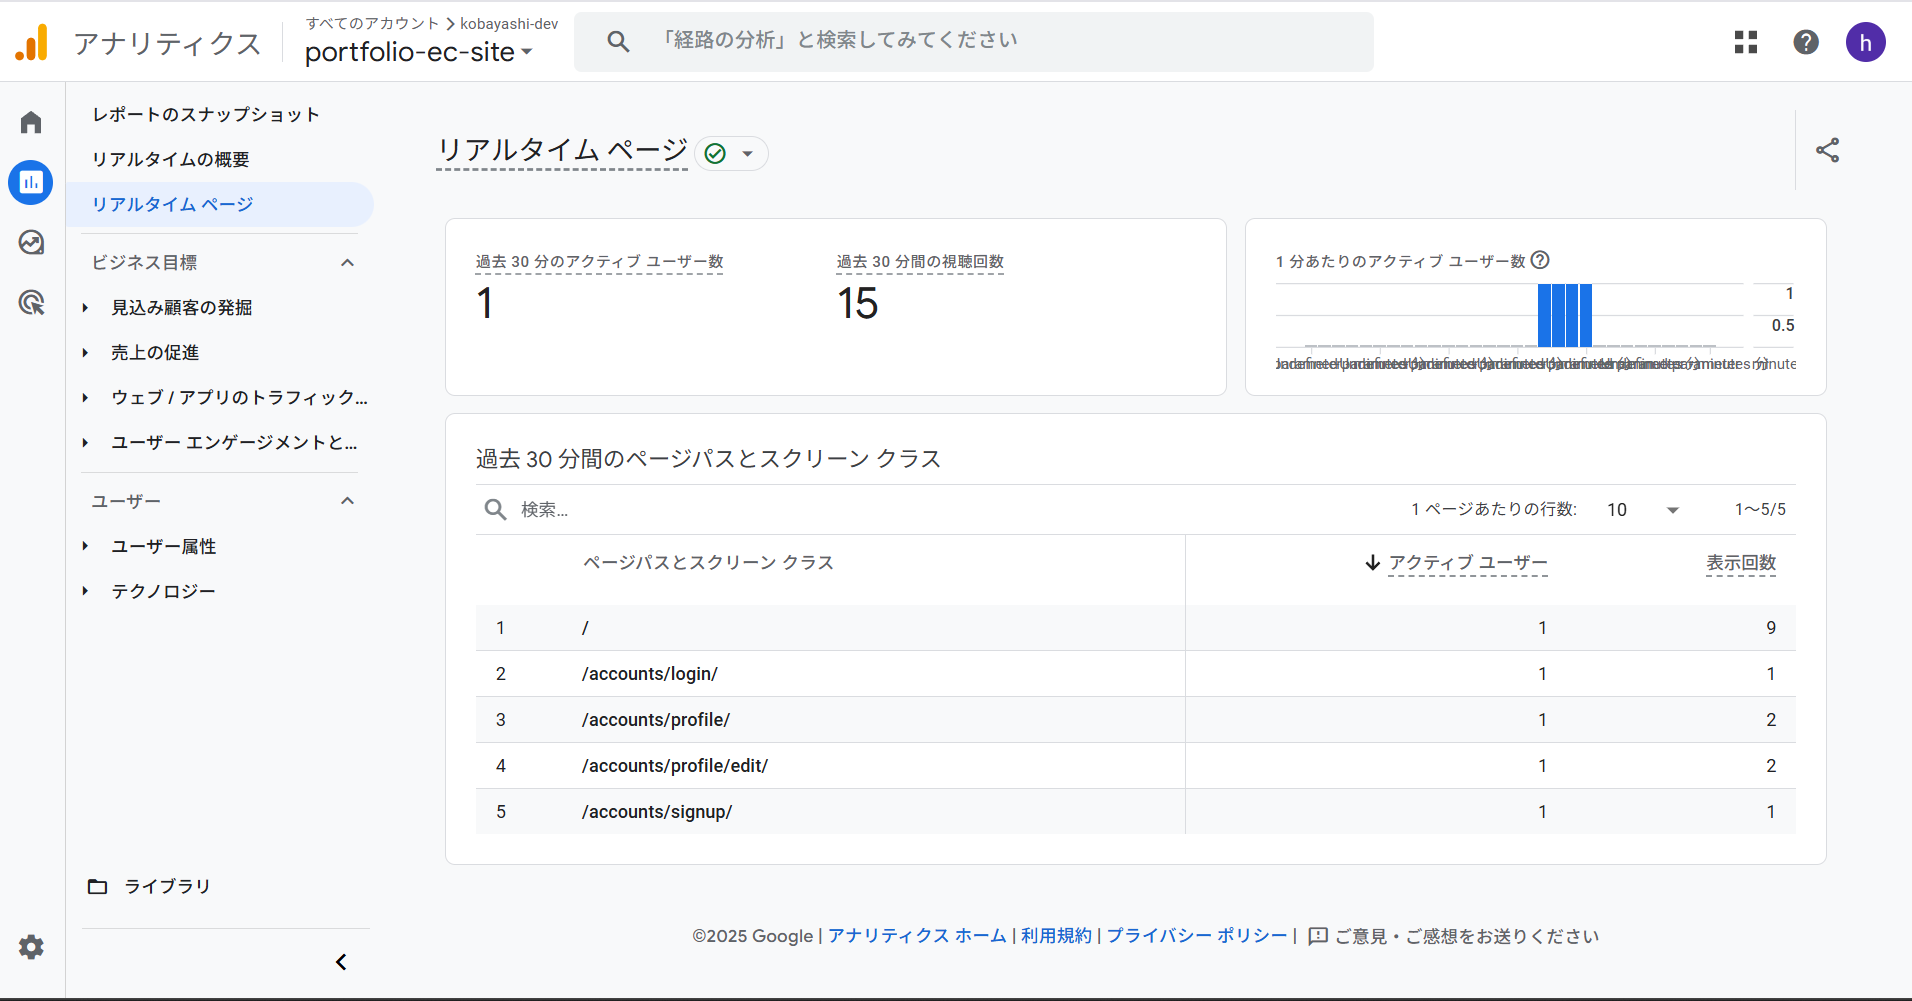 アナリティクス
すべてのアカウント > kobayashi-dev
portfolio-ec-site
「経路の分析」と検索してみてください
h
レポートのスナップショット
リアルタイムの概要
リアルタイム ページ
ビジネス目標
見込み顧客の発掘
売上の促進
ウェブ / アプリのトラフィック...
ユーザー エンゲージメントと...
ユーザー
ユーザー属性
テクノロジー
ライブラリ
リアルタイム ページ
過去 30 分のアクティブ ユーザー数
1
過去 30 分間の視聴回数
15
1 分あたりのアクティブ ユーザー数
1
0.5
過去 30 分間のページパスとスクリーン クラス
検索...
1 ページあたりの行数: 10 1~5/5
ページパスとスクリーン クラス アクティブ ユーザー 表示回数
1 / 1 9
2 /accounts/login/ 1 1
3 /accounts/profile/ 1 2
4 /accounts/profile/edit/ 1 2
5 /accounts/signup/ 1 1
©2025 Google | アナリティクス ホーム | 利用規約 | プライバシー ポリシー | ご意見・ご感想をお送りください